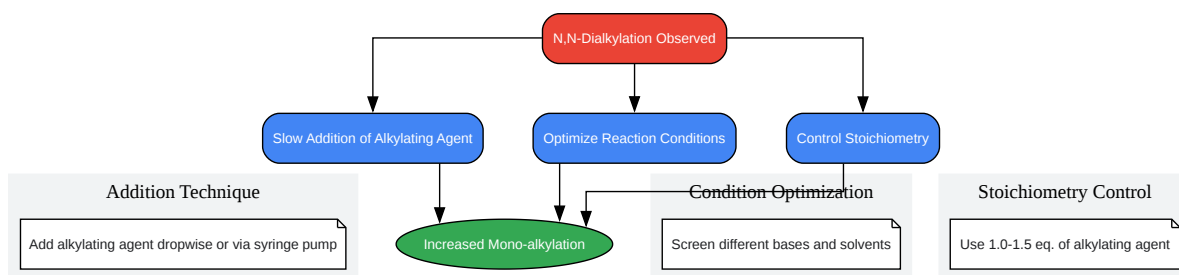 N,N-Dialkylation Observed
Slow Addition of Alkylating Agent
Optimize Reaction Conditions
Control Stoichiometry
Addition Technique
Condition Optimization
Stoichiometry Control
Add alkylating agent dropwise or via syringe pump
Increased Mono-alkylation
Screen different bases and solvents
Use 1.0-1.5 eq. of alkylating agent